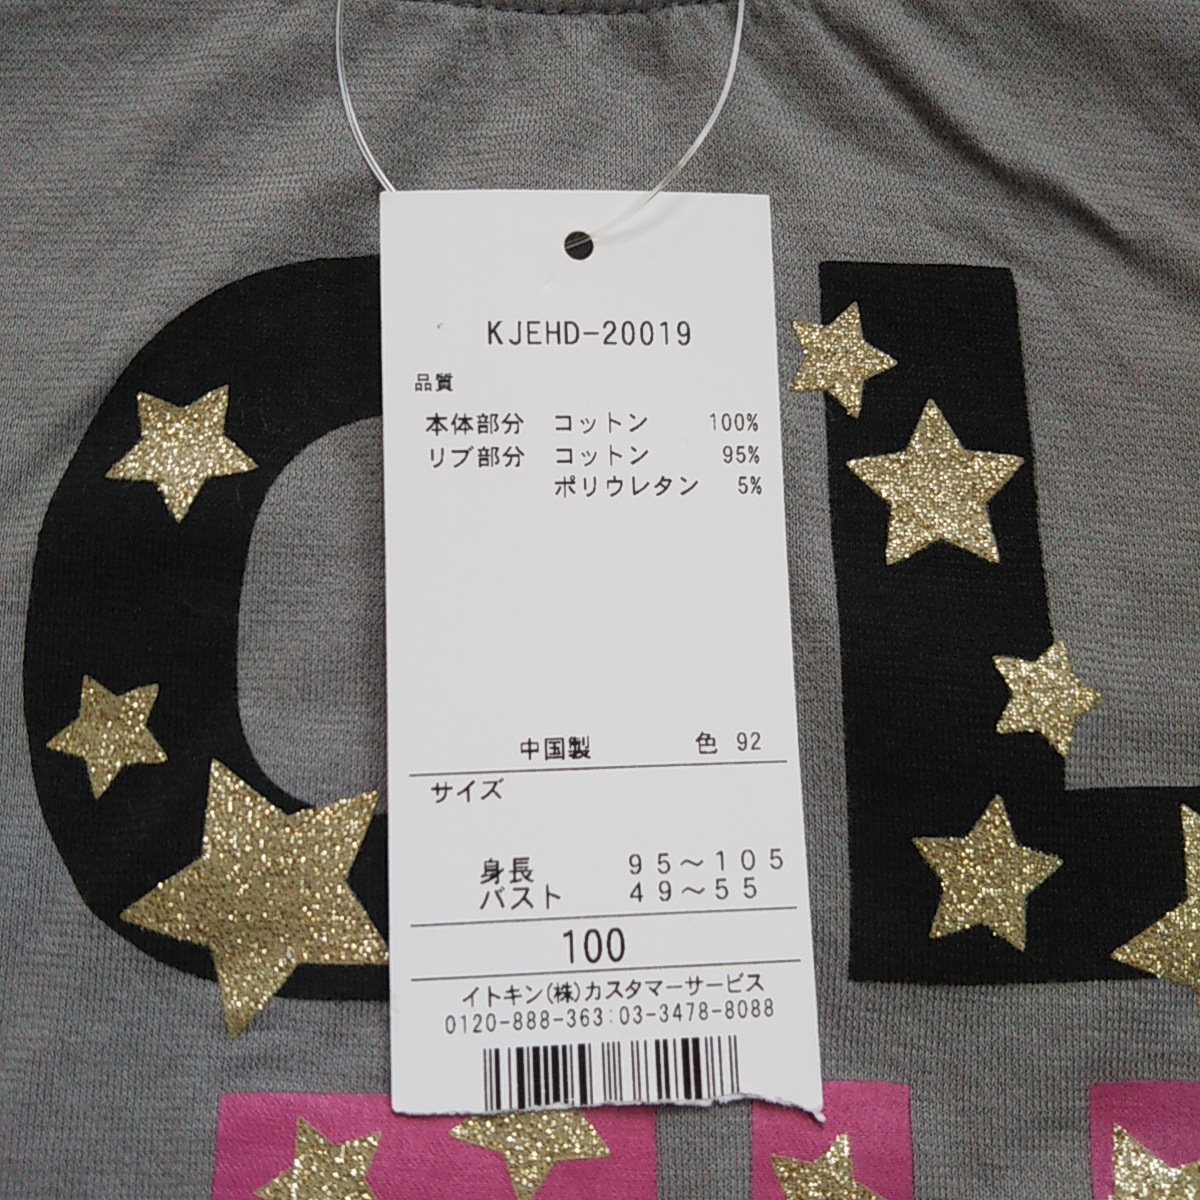 KJEHD-20019
品質
本体部分 コットン 100%
リブ部分 コットン 95%
ポリウレタン 5%
中国製 色 92
サイズ
身長 95～105
バスト 49～55
100
イトキン(株)カスタマーサービス
0120-888-363:03-3478-8088